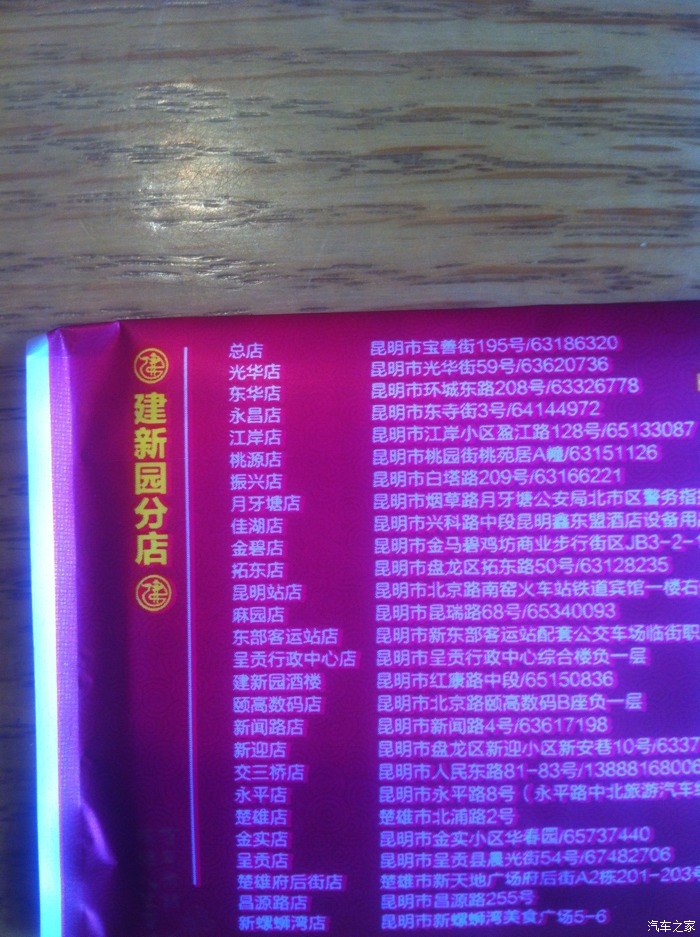 建新园分店
总店 昆明市宝善街195号/63186320
光华店 昆明市光华街59号/63620736
东华店 昆明市环城东路208号/63326778
永昌店 昆明市东寺街3号/64144972
江岸店 昆明市江岸小区盈江路128号/65133087
桃源店 昆明市桃园街桃苑居A幢/63151126
振兴店 昆明市白塔路209号/63166221
月牙塘店 昆明市烟草路月牙塘公安局北市区警务指
佳湖店 昆明市兴科路中段昆明鑫东盟酒店设备用
金碧店 昆明市金马碧鸡坊商业步行街区JB3-2-1
拓东店 昆明市盘龙区拓东路50号/63128235
昆明站店 昆明市北京路南窑火车站铁道宾馆一楼右
麻园店 昆明市昆瑞路68号/65340093
东部客运站店 昆明市新东部客运站配套公交车场临街职
呈贡行政中心店 昆明市呈贡行政中心综合楼负一层
建新园酒楼 昆明市红康路中段/65150836
颐高数码店 昆明市北京路颐高数码B座负一层
新闻路店 昆明市新闻路4号/63617198
新迎店 昆明市盘龙区新迎小区新安巷10号/6337
交三桥店 昆明市人民东路81-83号/13888168006
永平店 昆明市永平路8号（永平路中北旅游汽车
楚雄店 楚雄市北浦路2号
金实店 昆明市金实小区华春园/65737440
呈贡店 昆明市呈贡县晨光街54号/67482706
楚雄府后街店 楚雄市新天地广场府后街A2栋201-203号
昌源路店 昆明市昌源路255号
新螺蛳湾店 昆明市新螺蛳湾美食广场5-6
汽车之家